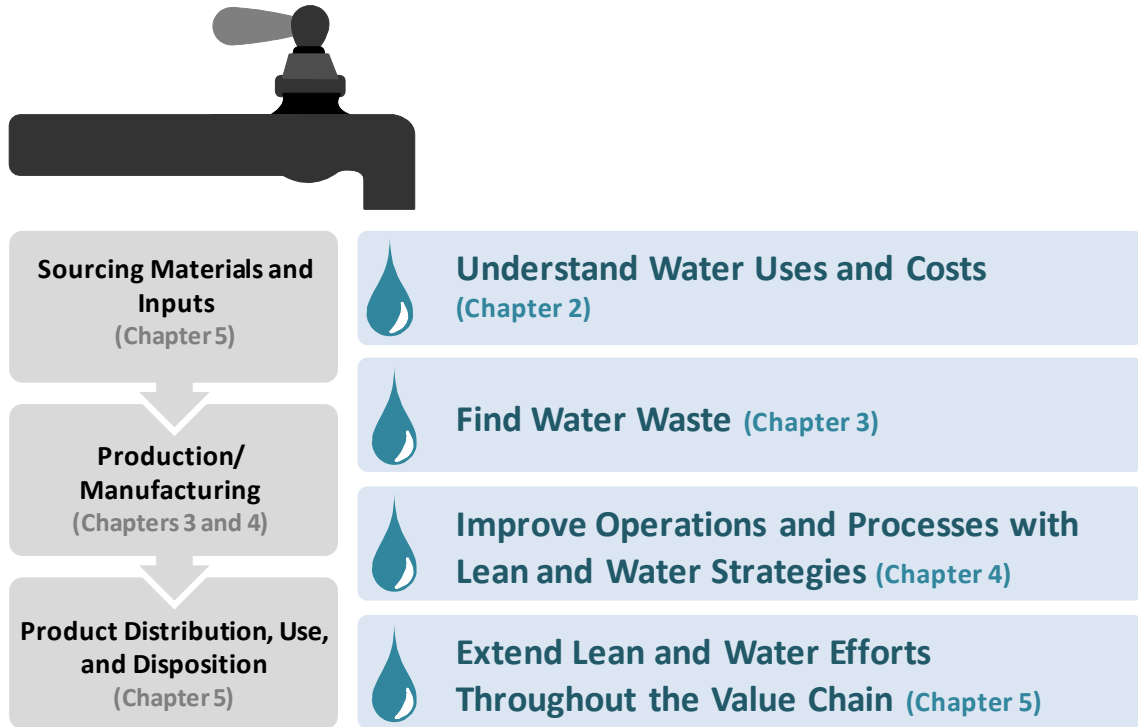 Sourcing Materials and
Inputs
(Chapter 5)
Production/
Manufacturing
(Chapters 3 and 4)
Product Distribution, Use,
and Disposition
(Chapter 5)
Understand Water Uses and Costs
(Chapter 2)
Find Water Waste (Chapter 3)
Improve Operations and Processes with
Lean and Water Strategies (Chapter 4)
Extend Lean and Water Efforts
Throughout the Value Chain (Chapter 5)